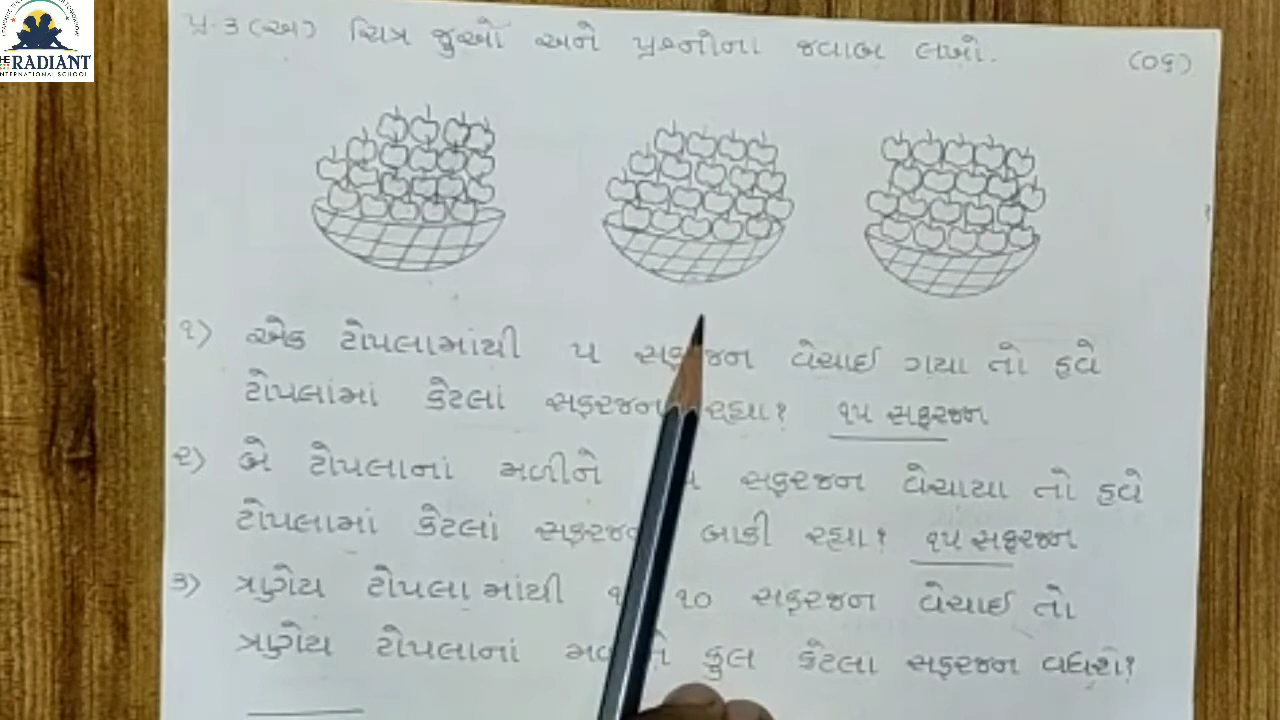 RADIANT
INTERNATIONAL SCHOOL
પ્ર-૩ (અ) ચિત્ર જુઓ અને પ્રશ્નોના જવાબ લખો. (૦૬)
૧) એક ટોપલામાંથી ૫ સફરજન વેચાઈ ગયા તો હવે
ટોપલાંમાં કેટલાં સફરજન રહ્યા? ૧૫ સફરજન
૨) બે ટોપલાનાં મળીને સફરજન વેચાયા તો હવે
ટોપલામાં કેટલાં સફરજન બાકી રહ્યા? ૧૫ સફરજન
૩) ત્રણેય ટોપલામાંથી ૧૦ સફરજન વેચાઈ તો
ત્રણેય ટોપલાનાં કુલ કેટલા સફરજન વધશે?